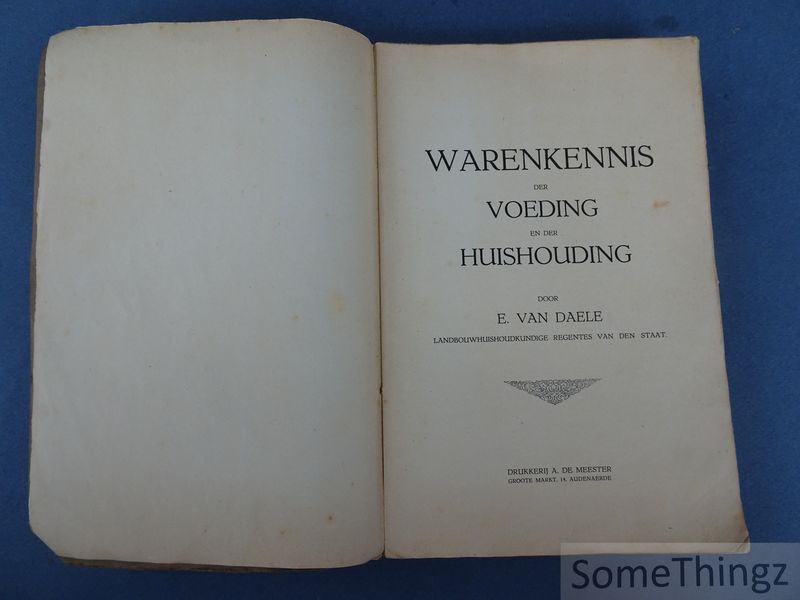 WARENKENNIS
DER
VOEDING
EN DER
HUISHOUDING
DOOR
E. VAN DAELE
LANDBOUWHUISHOUDKUNDIGE REGENTES VAN DEN STAAT.
DRUKKERIJ A. DE MEESTER
GROOTE MARKT, 14, AUDENAERDE
SomeThingz